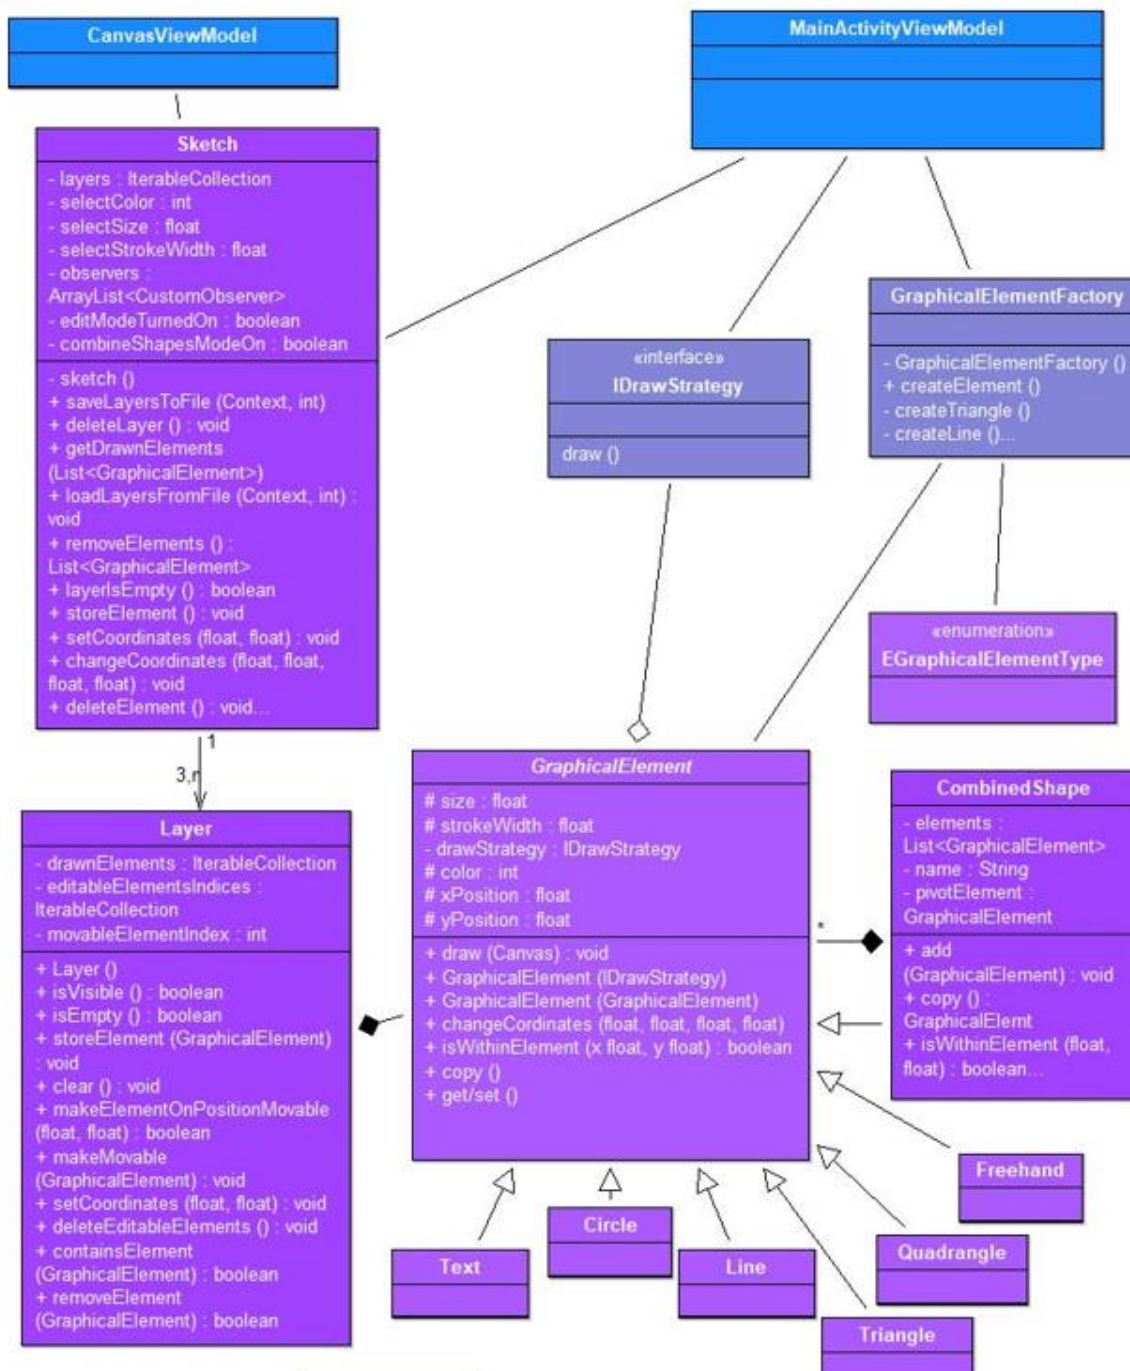 CanvasViewModel
MainActivityViewModel
Sketch
- layers : IterableCollection
- selectColor : int
- selectSize : float
- selectStrokeWidth : float
- observers :
ArrayList<CustomObserver>
- editModeTurnedOn : boolean
- combineShapesModeOn : boolean
- sketch ()
+ saveLayersToFile (Context, int)
+ deleteLayer () : void
+ getDrawnElements
(List<GraphicalElement>)
+ loadLayersFromFile (Context, int) :
void
+ removeElements () :
List<GraphicalElement>
+ layerIsEmpty () : boolean
+ storeElement () : void
+ setCoordinates (float, float) : void
+ changeCoordinates (float, float,
float, float) : void
+ deleteElement () : void...
«interface»
IDrawStrategy
draw ()
GraphicalElementFactory
- GraphicalElementFactory ()
+ createElement ()
- createTriangle ()
- createLine ()...
«enumeration»
EGraphicalElementType
1
3,n
Layer
- drawnElements : IterableCollection
- editableElementsIndices :
IterableCollection
- movableElementIndex : int
+ Layer ()
+ isVisible () : boolean
+ isEmpty () : boolean
+ storeElement (GraphicalElement)
: void
+ clear () : void
+ makeElementOnPositionMovable
(float, float) : boolean
+ makeMovable
(GraphicalElement) : void
+ setCoordinates (float, float) : void
+ deleteEditableElements () : void
+ containsElement
(GraphicalElement) : boolean
+ removeElement
(GraphicalElement) : boolean
GraphicalElement
# size : float
# strokeWidth : float
- drawStrategy : IDrawStrategy
# color : int
# xPosition : float
# yPosition : float
+ draw (Canvas) : void
+ GraphicalElement (IDrawStrategy)
+ GraphicalElement (GraphicalElement)
+ changeCordinates (float, float, float, float)
+ isWithinElement (x float, y float) : boolean
+ copy ()
+ get/set ()
*
CombinedShape
- elements :
List<GraphicalElement>
- name : String
- pivotElement :
GraphicalElement
+ add
(GraphicalElement) : void
+ copy () :
GraphicalElemt
+ isWithinElement (float,
float) : boolean...
Freehand
Circle
Quadrangle
Text
Line
Triangle